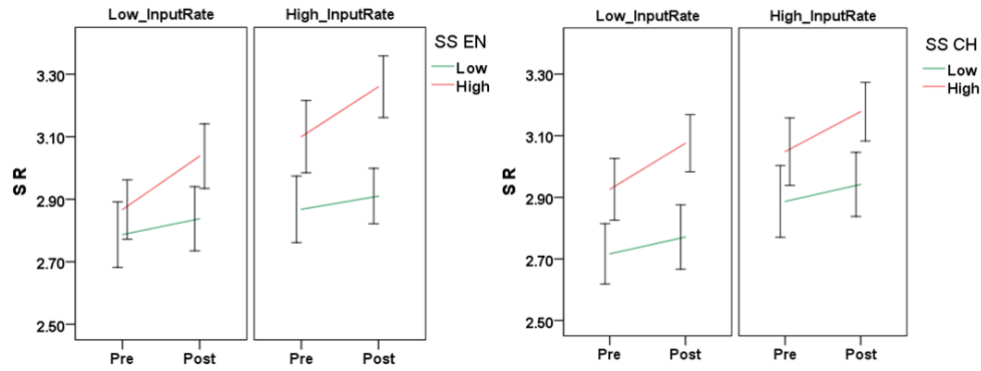 Low_InputRate
High_InputRate
SS EN
Low
High
SR
3.30
3.10
2.90
2.70
2.50
Pre
Post
Pre
Post
Low_InputRate
High_InputRate
SS CH
Low
High
SR
3.30
3.10
2.90
2.70
2.50
Pre
Post
Pre
Post